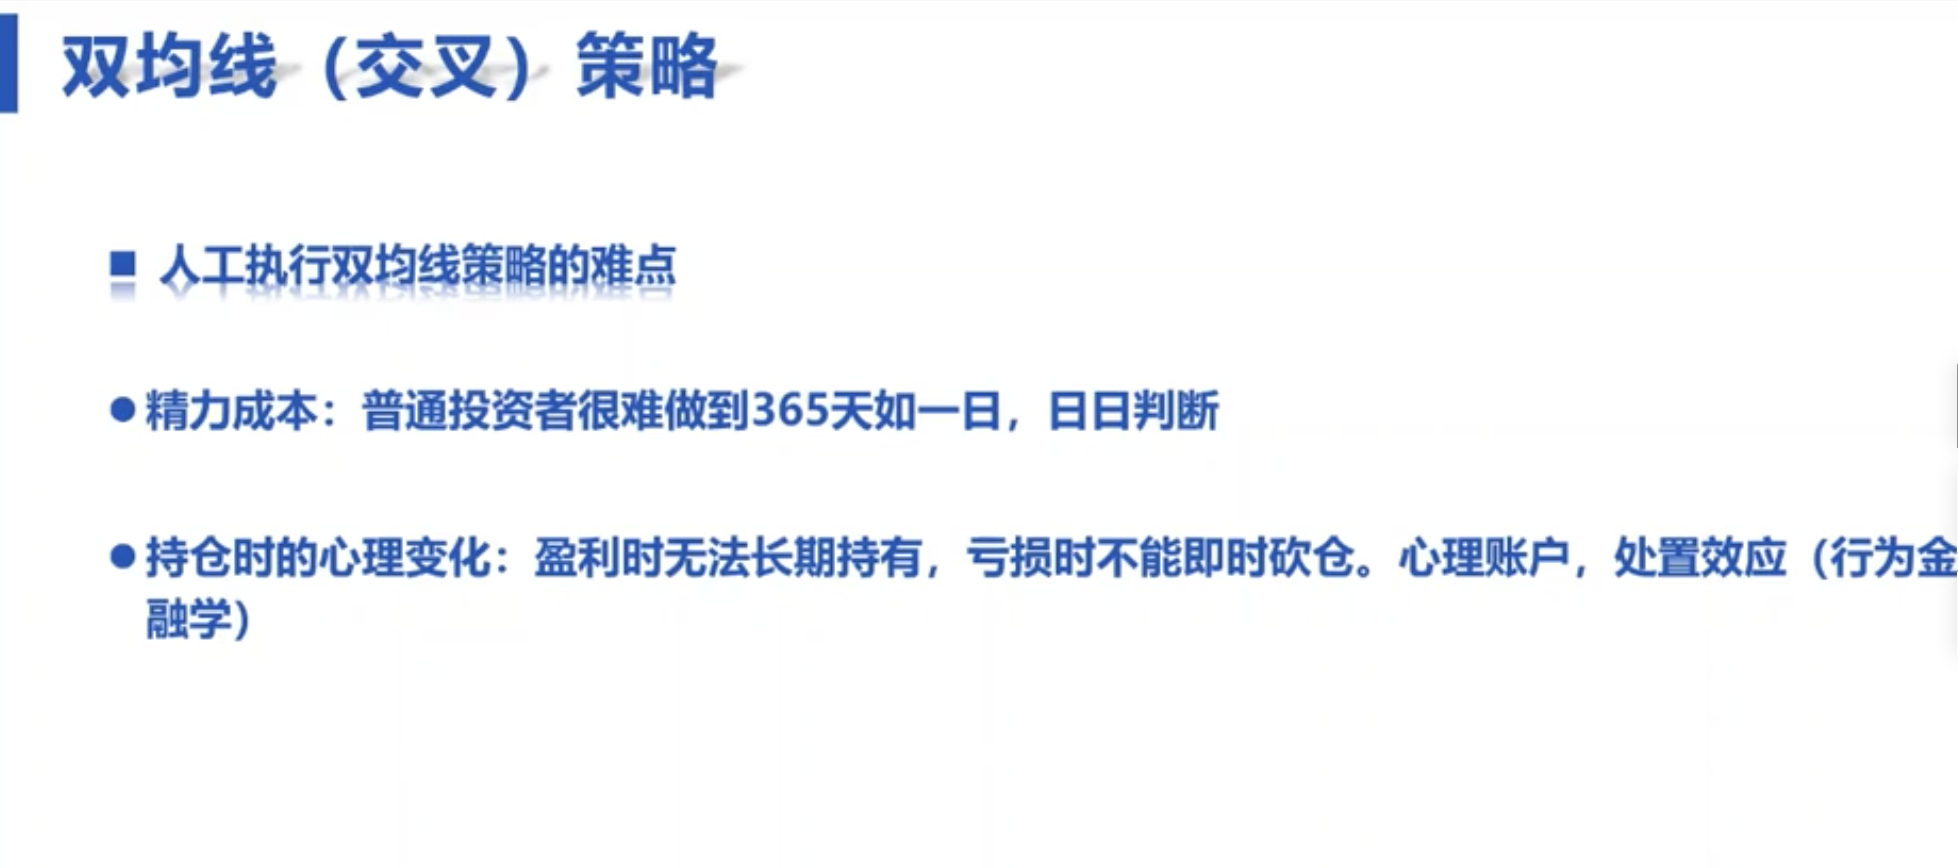 双均线（交叉）策略
■ 人工执行双均线策略的难点
●精力成本：普通投资者很难做到365天如一日，日日判断
●持仓时的心理变化：盈利时无法长期持有，亏损时不能即时砍仓。心理账户，处置效应（行为金
融学）